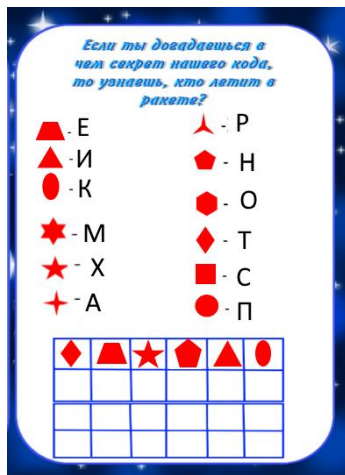 Если ты догадаешься в
чем секрет нашего кода,
то узнаешь, кто летит в
ракете?
- Е
- И
- К
- М
- Х
- А
- Р
- Н
- О
- Т
- С
- П